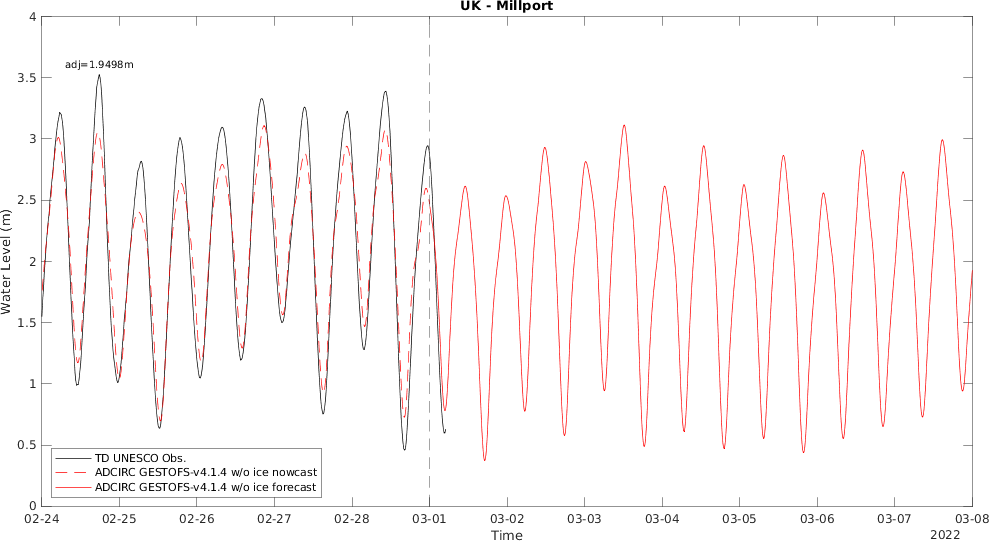 UK - Millport
adj=1.9498m
4
3.5
3
2.5
2
1.5
1
0.5
0
Water Level (m)
TD UNESCO Obs.
ADCIRC GESTOFS-v4.1.4 w/o ice nowcast
ADCIRC GESTOFS-v4.1.4 w/o ice forecast
02-24 02-25 02-26 02-27 02-28 03-01 03-02 03-03 03-04 03-05 03-06 03-07 03-08
Time
2022